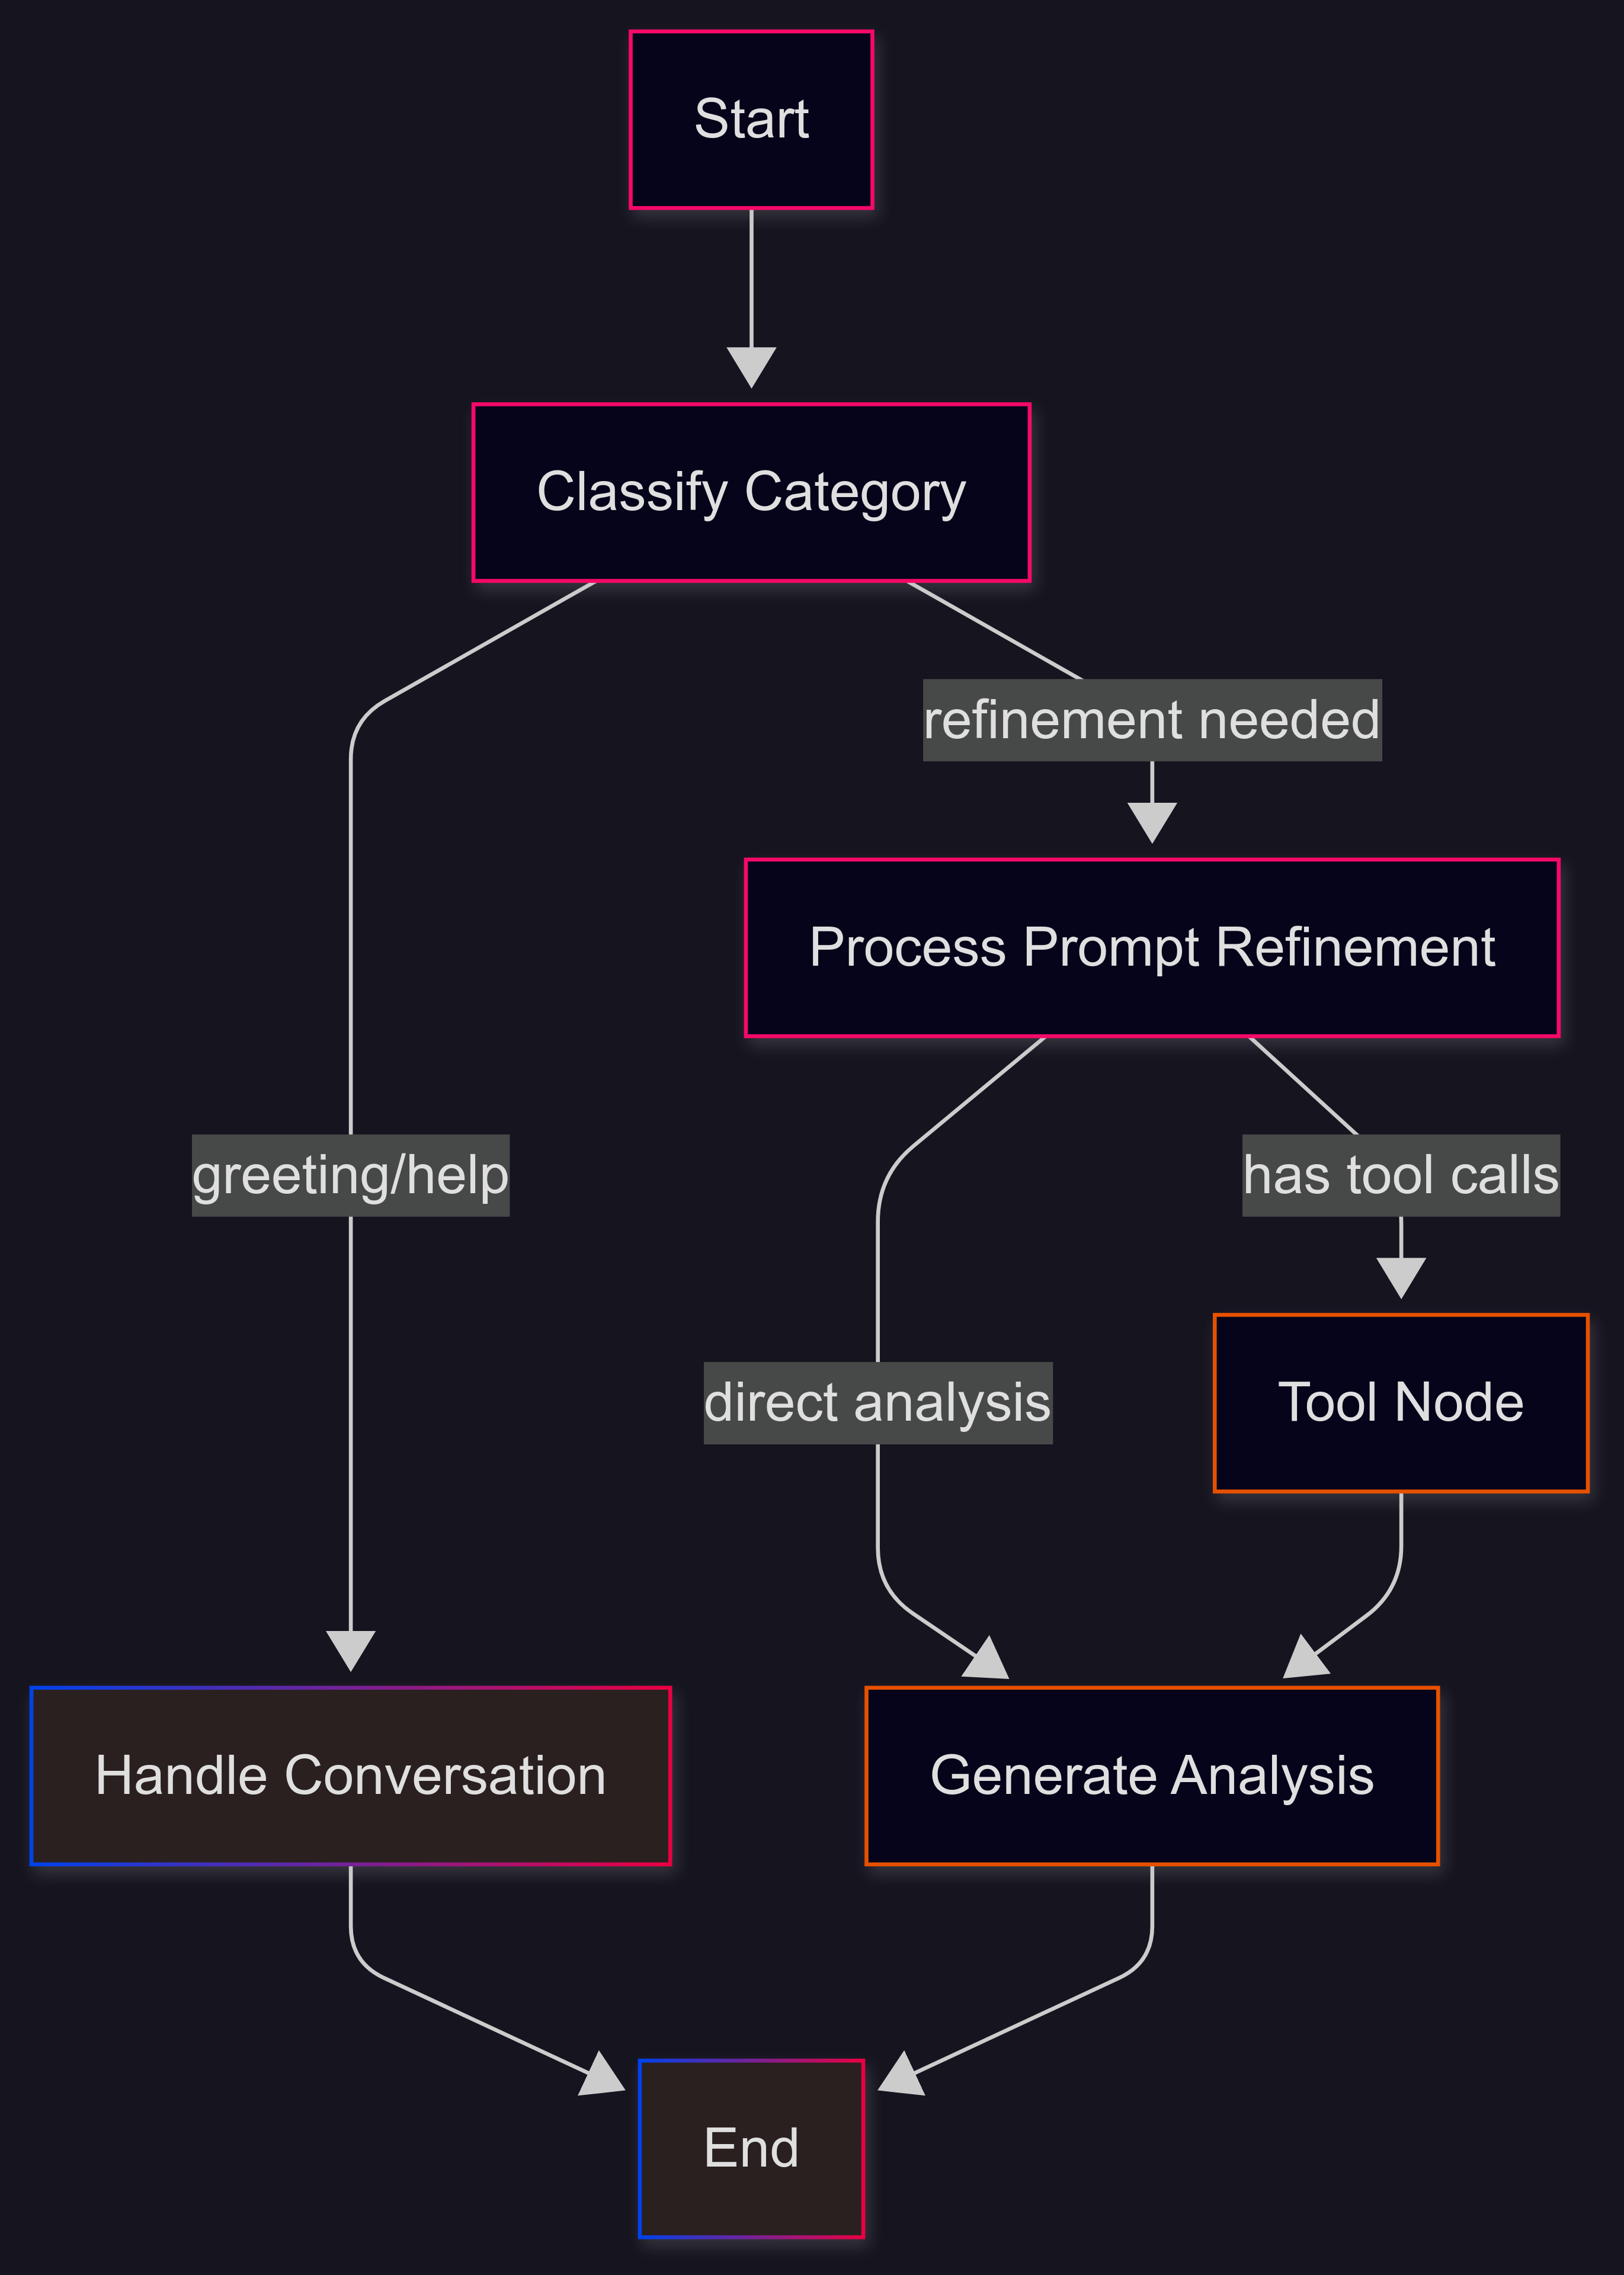 Start
Classify Category
refinement needed
Process Prompt Refinement
greeting/help
has tool calls
direct analysis
Tool Node
Handle Conversation
Generate Analysis
End